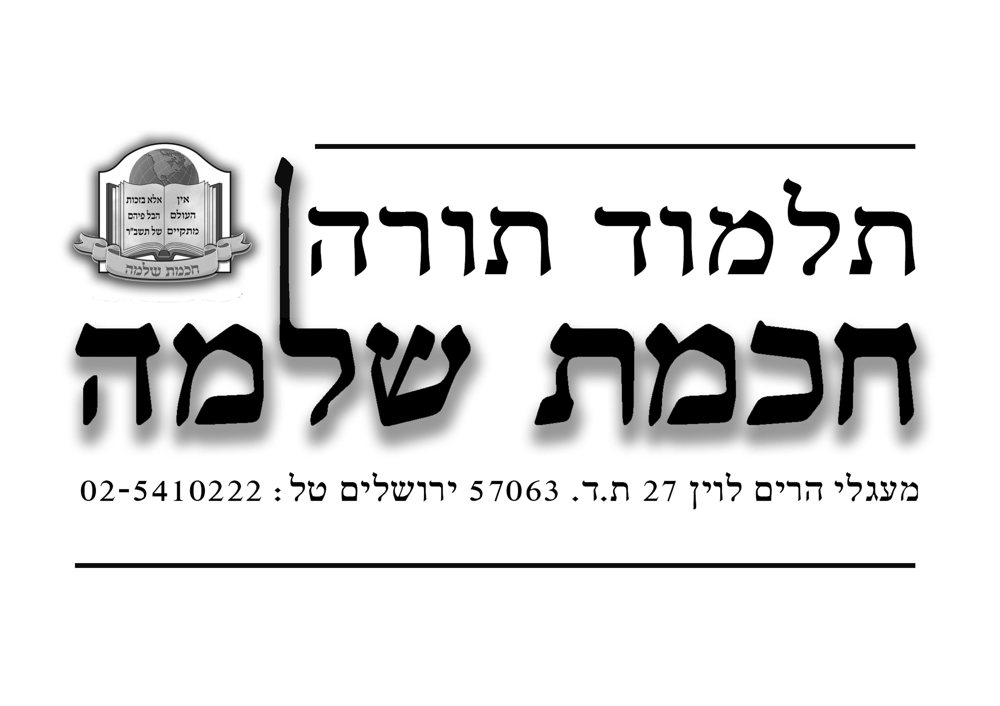 תלמוד תורה
חכמת שלמה
מעגלי הרים לוין 27 ת.ד. 57063 ירושלים טל: 02-5410222
אין
העולם
מתקיים
אלא בזכות
הבל פיהם
של תשב"ר
חכמת שלמה